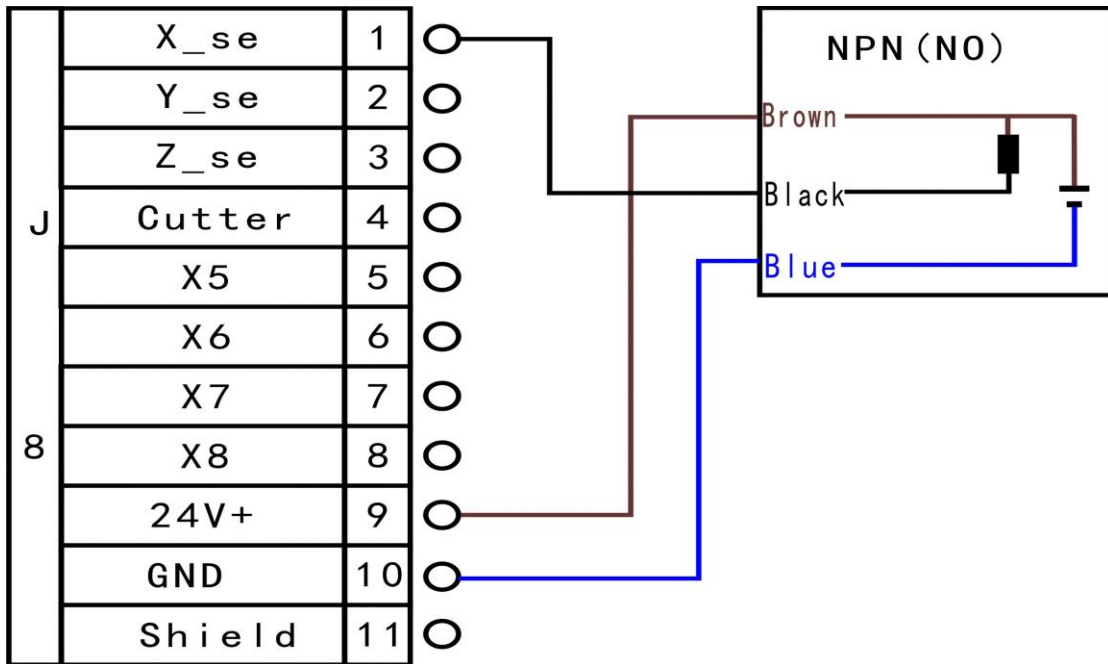 J8
X_se 1
Y_se 2
Z_se 3
Cutter 4
X5 5
X6 6
X7 7
X8 8
24V+ 9
GND 10
Shield 11
NPN(NO)
Brown
Black
Blue